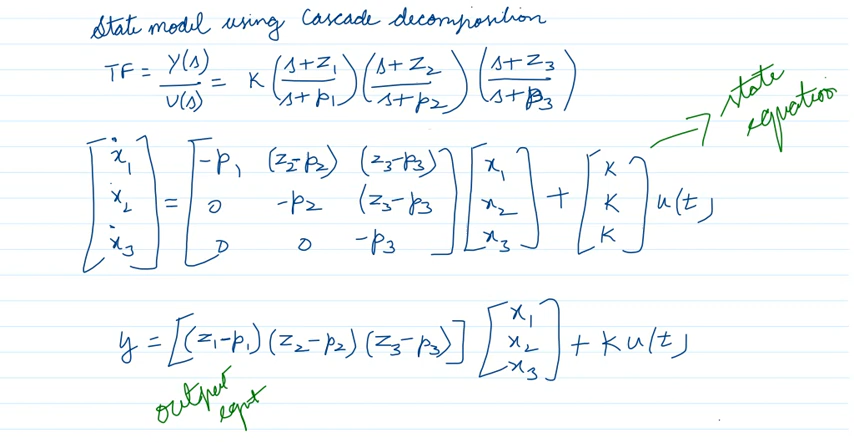 State model using Cascade decomposition
TF = Y(s)/U(s) = K ((s+z₁)/(s+p₁)) ((s+z₂)/(s+p₂)) ((s+z₃)/(s+p₃))
→ state equation
[ẋ₁ ẋ₂ ẋ₃] = [-p₁ (z₂-p₂) (z₃-p₃) 0 -p₂ (z₃-p₃ 0 0 -p₃] [x₁ x₂ x₃] + [K K K] u(t)
y = [(z₁-p₁) (z₂-p₂) (z₃-p₃)] [x₁ x₂ x₃] + K u(t)
output eqnt